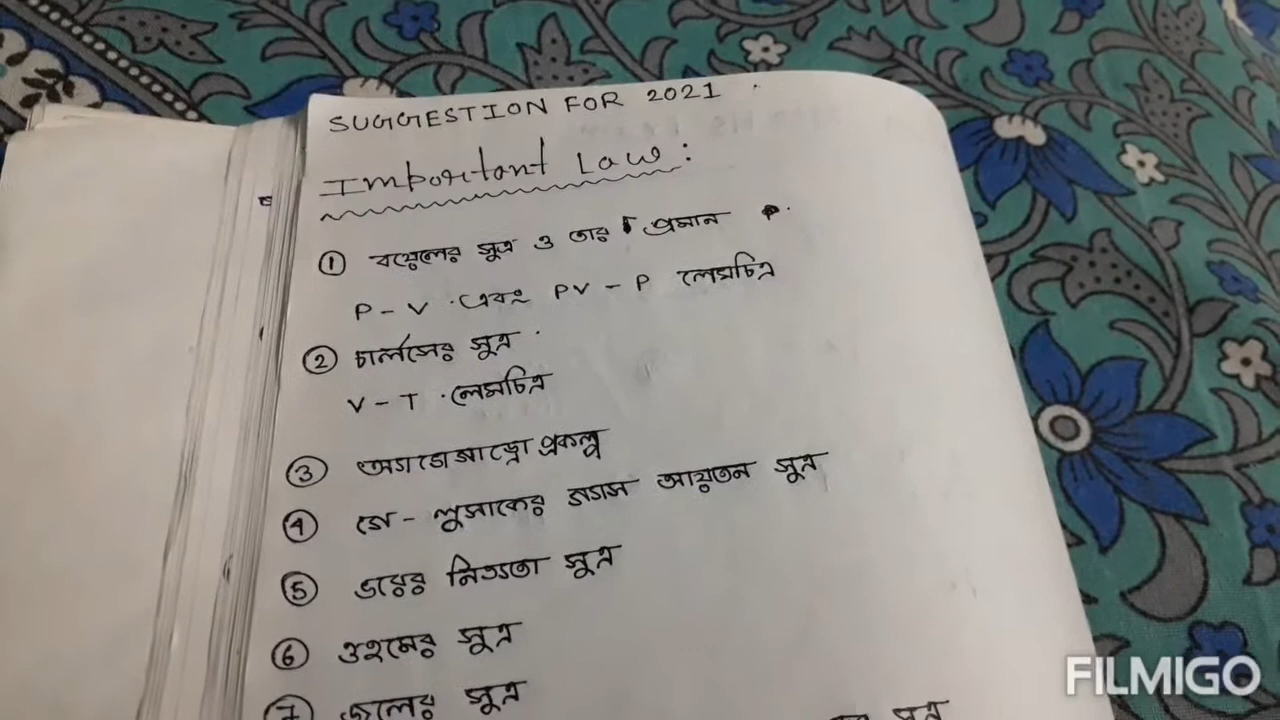 SUGGESTION FOR 2021
Important Law:
① বয়েলের সূত্র ও তার প্রমান
P - V এবং PV - P লেখচিত্র
② চার্লসের সূত্র
V - T লেখচিত্র
③ অ্যাভোগাড্রো প্রকল্প
④ গে - লুসাকের গ্যাস আয়তন সূত্র
⑤ ভরের নিত্যতা সূত্র
⑥ ওহমের সূত্র
⑦ জুলের সূত্র
সূত্র
FILMIGO